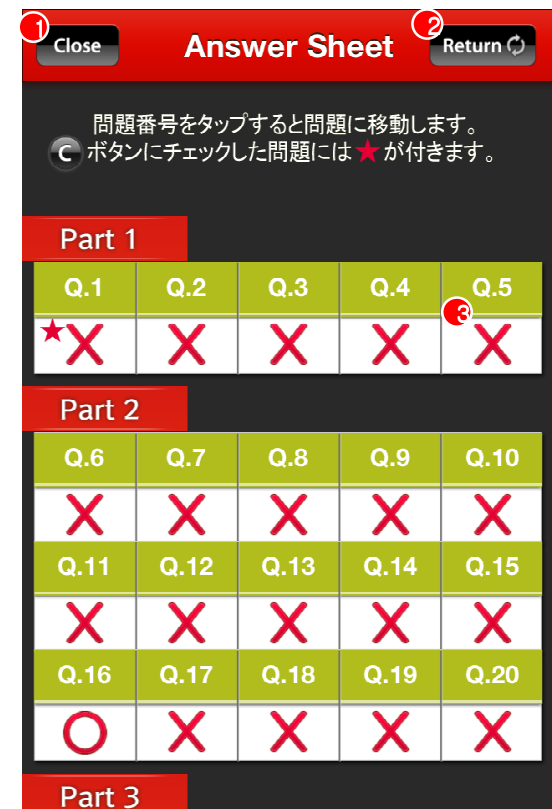 1 Close Answer Sheet 2 Return
問題番号をタップすると問題に移動します。
C ボタンにチェックした問題には★が付きます。
Part 1
Q.1 Q.2 Q.3 Q.4 Q.5
★X X X X 3 X
Part 2
Q.6 Q.7 Q.8 Q.9 Q.10
X X X X X
Q.11 Q.12 Q.13 Q.14 Q.15
X X X X X
Q.16 Q.17 Q.18 Q.19 Q.20
O X X X X
Part 3